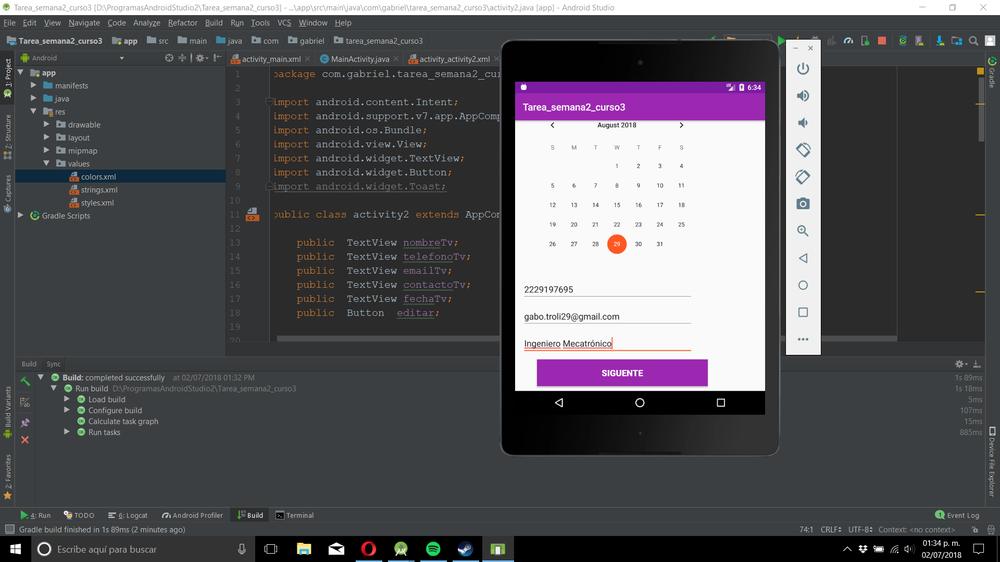 Tarea_semana2_curso3 [D:\ProgramasAndroidStudio2\Tarea_semana2_curso3] - ...\app\src\main\java\com\gabriel\tarea_semana2_curso3\activity2.java [app] - Android Studio
File Edit View Navigate Code Analyze Refactor Build Run Tools VCS Window Help
Tarea_semana2_curso3 app src main java com gabriel tarea_semana2_curso3
Android
activity_main.xml MainActivity.java activity_activity2.xml
1: Project
7: Structure
Captures
Build Variants
2: Favorites
app
manifests
java
res
drawable
layout
mipmap
values
colors.xml
strings.xml
styles.xml
Gradle Scripts
1 package com.gabriel.tarea_semana2_cur
2
3 import android.content.Intent;
4 import android.support.v7.app.AppComp
5 import android.os.Bundle;
6 import android.view.View;
7 import android.widget.TextView;
8 import android.widget.Button;
9 import android.widget.Toast;
10
11 public class activity2 extends AppCom
12
13 public TextView nombreTv;
14 public TextView telefonoTv;
15 public TextView emailTv;
16 public TextView contactoTv;
17 public TextView fechaTv;
18 public Button editar;
19
20
LTE 6:34
Tarea_semana2_curso3
August 2018
S M T W T F S
1 2 3 4
5 6 7 8 9 10 11
12 13 14 15 16 17 18
19 20 21 22 23 24 25
26 27 28 29 30 31
2229197695
gabo.troli29@gmail.com
Ingeniero Mecatrónico
SIGUENTE
Gradle
Device File Explorer
Build Sync
Build: completed successfully at 02/07/2018 01:32 PM 1s 89ms
Run build D:\ProgramasAndroidStudio2\Tarea_semana2_curso3 1s 18ms
Load build 5ms
Configure build 107ms
Calculate task graph 15ms
Run tasks 885ms
4: Run TODO 6: Logcat Android Profiler Build Terminal 1 Event Log
Gradle build finished in 1s 89ms (2 minutes ago) 74:1 CRLF UTF-8 Context: <no context>
Escribe aquí para buscar
01:34 p. m.
02/07/2018